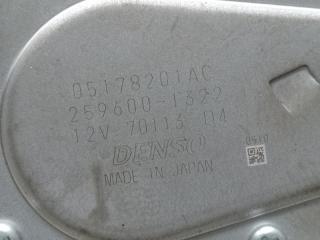 05178201AC
259600-1322
12V 70113 D4
DENSO
MADE IN JAPAN